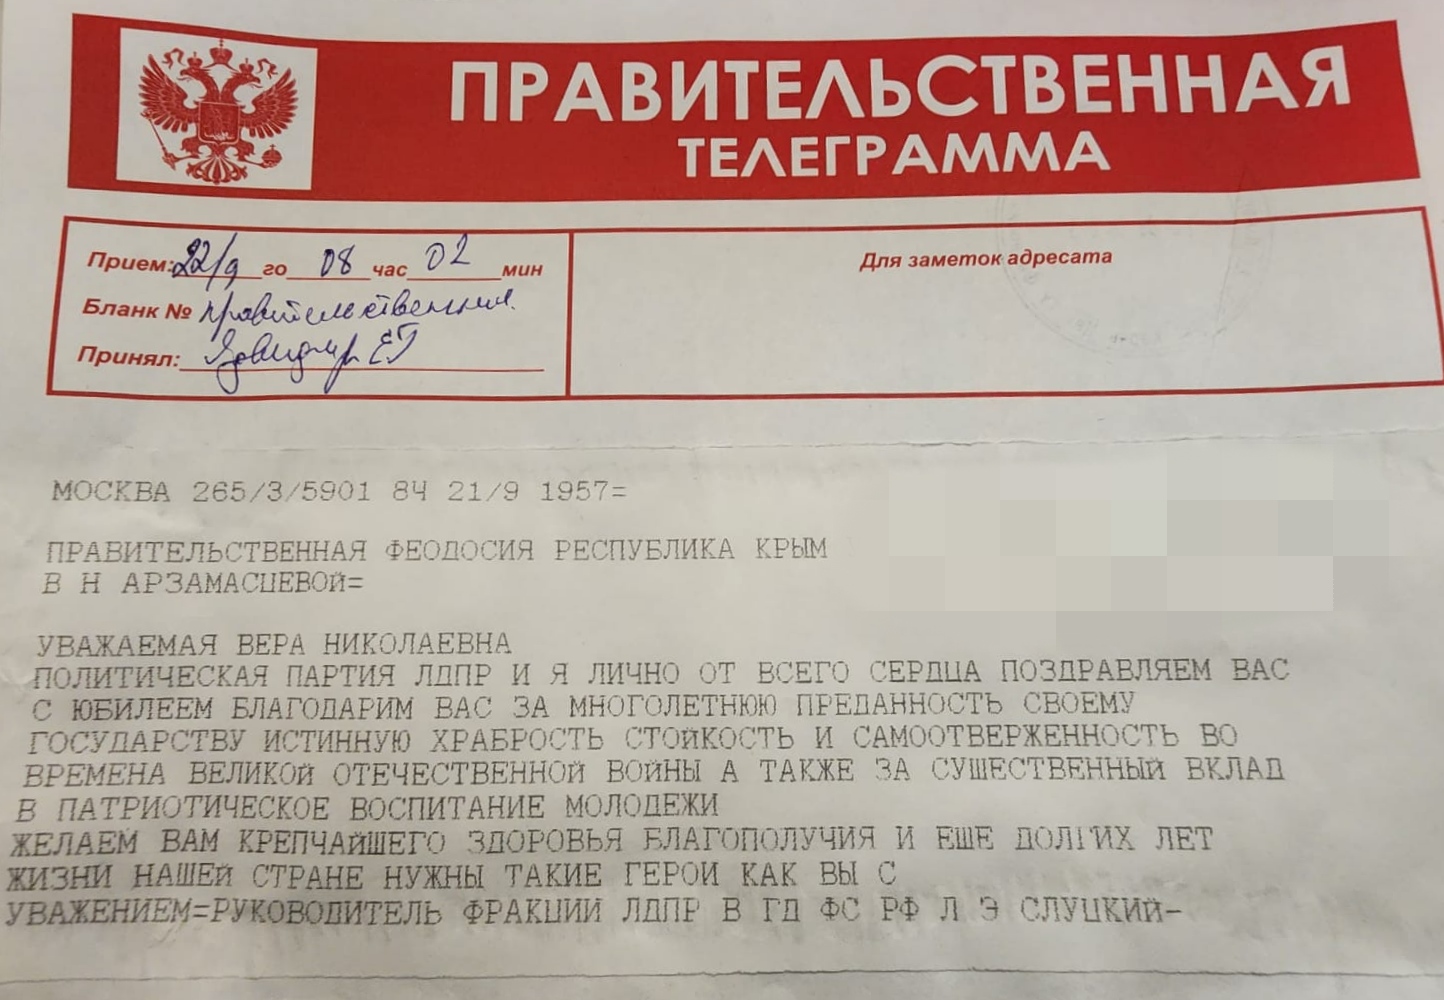 ПРАВИТЕЛЬСТВЕННАЯ
ТЕЛЕГРАММА
Прием: 22/9 го 08 час 02 мин
Бланк № правительственная
Принял: ЕГ
Для заметок адресата
МОСКВА 265/3/5901 8Ч 21/9 1957=
ПРАВИТЕЛЬСТВЕННАЯ ФЕОДОСИЯ РЕСПУБЛИКА КРЫМ
В Н АРЗАМАСЦЕВОЙ=
УВАЖАЕМАЯ ВЕРА НИКОЛАЕВНА
ПОЛИТИЧЕСКАЯ ПАРТИЯ ЛДПР И Я ЛИЧНО ОТ ВСЕГО СЕРДЦА ПОЗДРАВЛЯЕМ ВАС
С ЮБИЛЕЕМ БЛАГОДАРИМ ВАС ЗА МНОГОЛЕТНЮЮ ПРЕДАННОСТЬ СВОЕМУ
ГОСУДАРСТВУ ИСТИННУЮ ХРАБРОСТЬ СТОЙКОСТЬ И САМООТВЕРЖЕННОСТЬ ВО
ВРЕМЕНА ВЕЛИКОЙ ОТЕЧЕСТВЕННОЙ ВОЙНЫ А ТАКЖЕ ЗА СУЩЕСТВЕННЫЙ ВКЛАД
В ПАТРИОТИЧЕСКОЕ ВОСПИТАНИЕ МОЛОДЕЖИ
ЖЕЛАЕМ ВАМ КРЕПЧАЙШЕГО ЗДОРОВЬЯ БЛАГОПОЛУЧИЯ И ЕЩЕ ДОЛГИХ ЛЕТ
ЖИЗНИ НАШЕЙ СТРАНЕ НУЖНЫ ТАКИЕ ГЕРОИ КАК ВЫ С
УВАЖЕНИЕМ=РУКОВОДИТЕЛЬ ФРАКЦИИ ЛДПР В ГД ФС РФ Л Э СЛУЦКИЙ-